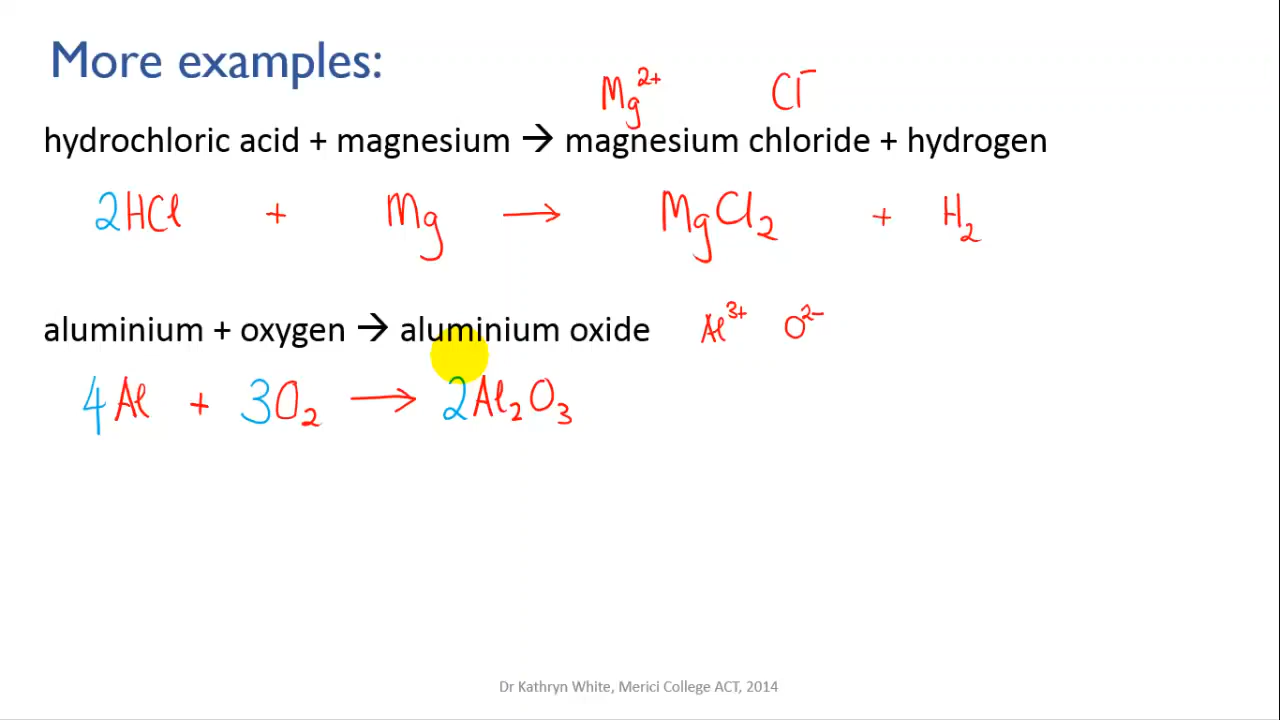 More examples:
Mg²⁺ Cl⁻
hydrochloric acid + magnesium → magnesium chloride + hydrogen
2HCl + Mg → MgCl₂ + H₂
aluminium + oxygen → aluminium oxide Al³⁺ O²⁻
4Al + 3O₂ → 2Al₂O₃
Dr Kathryn White, Merici College ACT, 2014